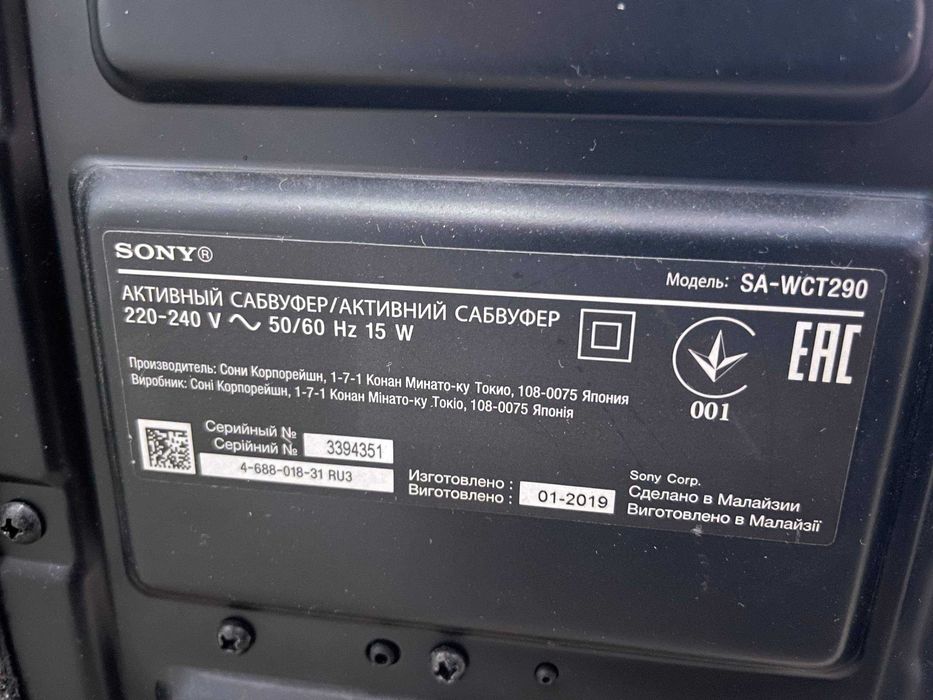 SONY®
Модель: SA-WCT290
АКТИВНЫЙ САБВУФЕР/АКТИВНИЙ САБВУФЕР
220-240 V ~ 50/60 Hz 15 W
001
EAC
Производитель: Сони Корпорейшн, 1-7-1 Конан Минато-ку Токио, 108-0075 Япония
Виробник: Соні Корпорейшн, 1-7-1 Конан Мінато-ку .Токіо, 108-0075 Японія
Серийный №
Серійний №
3394351
4-688-018-31 RU3
Изготовлено :
Виготовлено :
01-2019
Sony Corp.
Сделано в Малайзии
Виготовлено в Малайзії